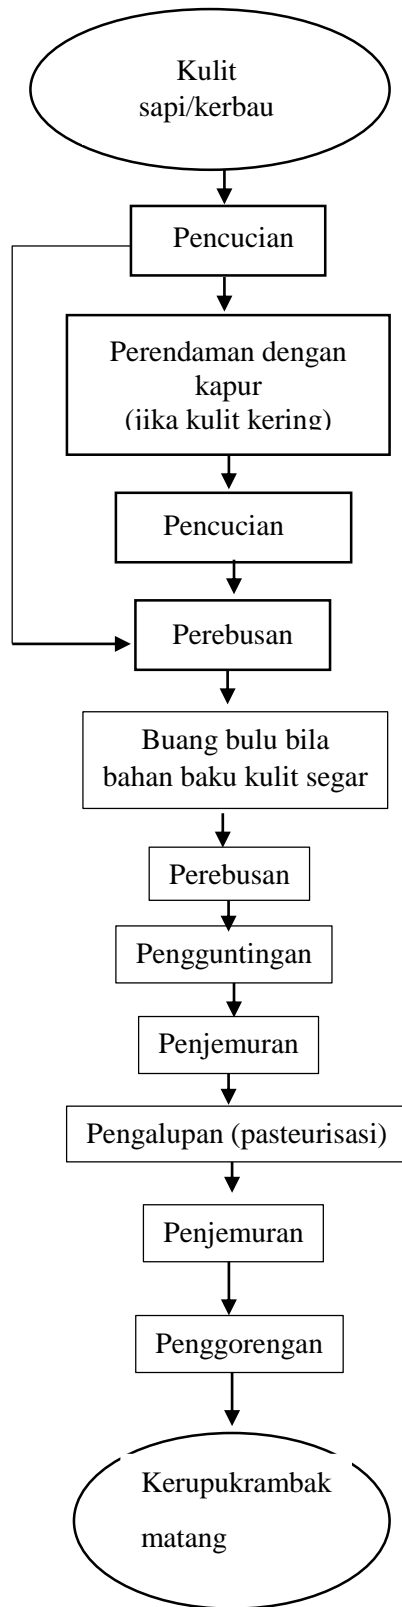 Kulit
sapi/kerbau
Pencucian
Perendaman dengan
kapur
(jika kulit kering)
Pencucian
Perebusan
Buang bulu bila
bahan baku kulit segar
Perebusan
Pengguntingan
Penjemuran
Pengalupan (pasteurisasi)
Penjemuran
Penggorengan
Kerupukrambak
matang